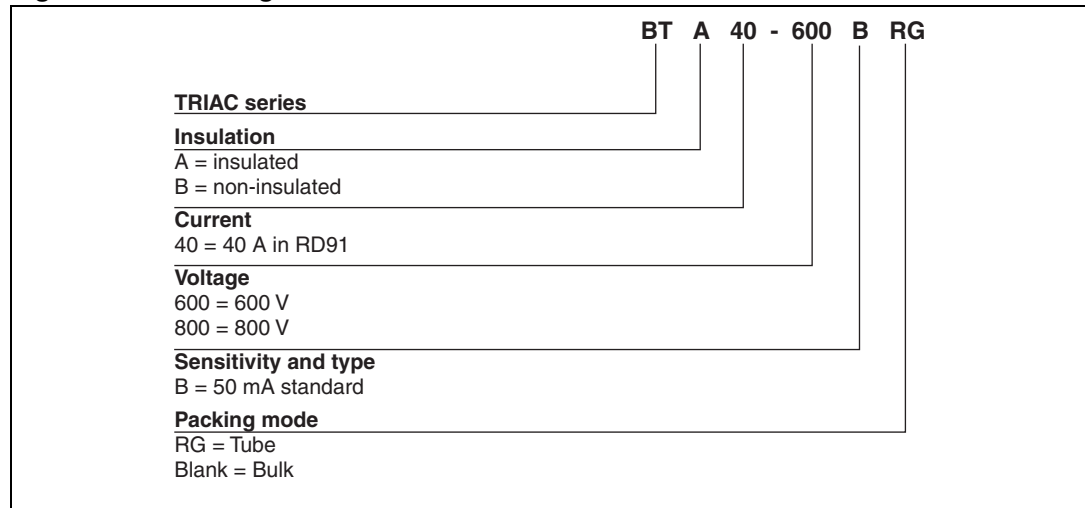 BT A 40 - 600 B RG
TRIAC series
Insulation
A = insulated
B = non-insulated
Current
40 = 40 A in RD91
Voltage
600 = 600 V
800 = 800 V
Sensitivity and type
B = 50 mA standard
Packing mode
RG = Tube
Blank = Bulk